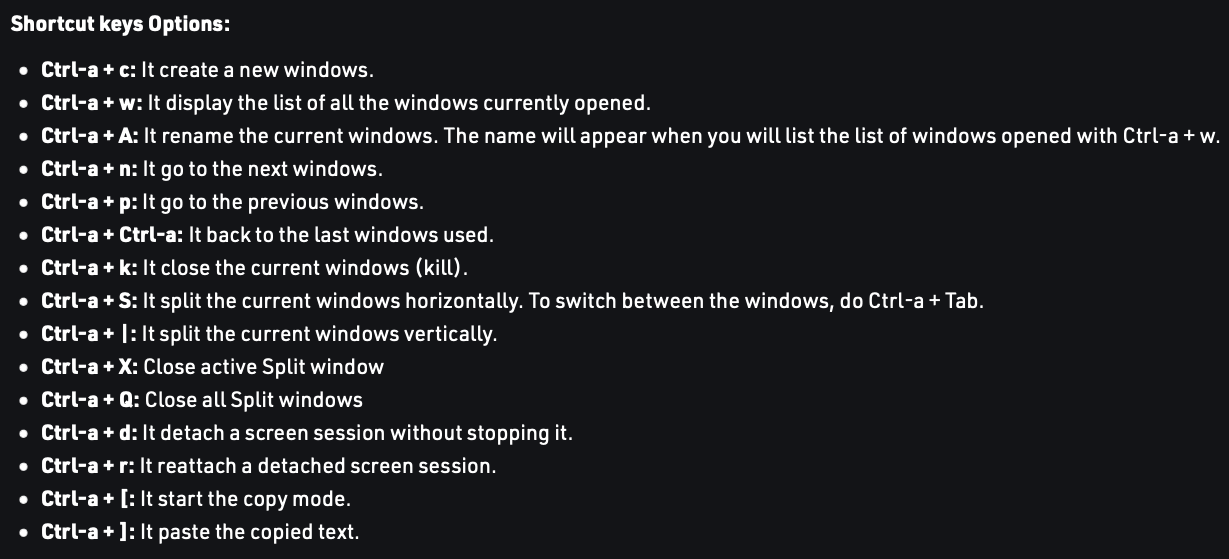 Shortcut keys Options:
• Ctrl-a + c: It create a new windows.
• Ctrl-a + w: It display the list of all the windows currently opened.
• Ctrl-a + A: It rename the current windows. The name will appear when you will list the list of windows opened with Ctrl-a + w.
• Ctrl-a + n: It go to the next windows.
• Ctrl-a + p: It go to the previous windows.
• Ctrl-a + Ctrl-a: It back to the last windows used.
• Ctrl-a + k: It close the current windows (kill).
• Ctrl-a + S: It split the current windows horizontally. To switch between the windows, do Ctrl-a + Tab.
• Ctrl-a + |: It split the current windows vertically.
• Ctrl-a + X: Close active Split window
• Ctrl-a + Q: Close all Split windows
• Ctrl-a + d: It detach a screen session without stopping it.
• Ctrl-a + r: It reattach a detached screen session.
• Ctrl-a + [: It start the copy mode.
• Ctrl-a + ]: It paste the copied text.